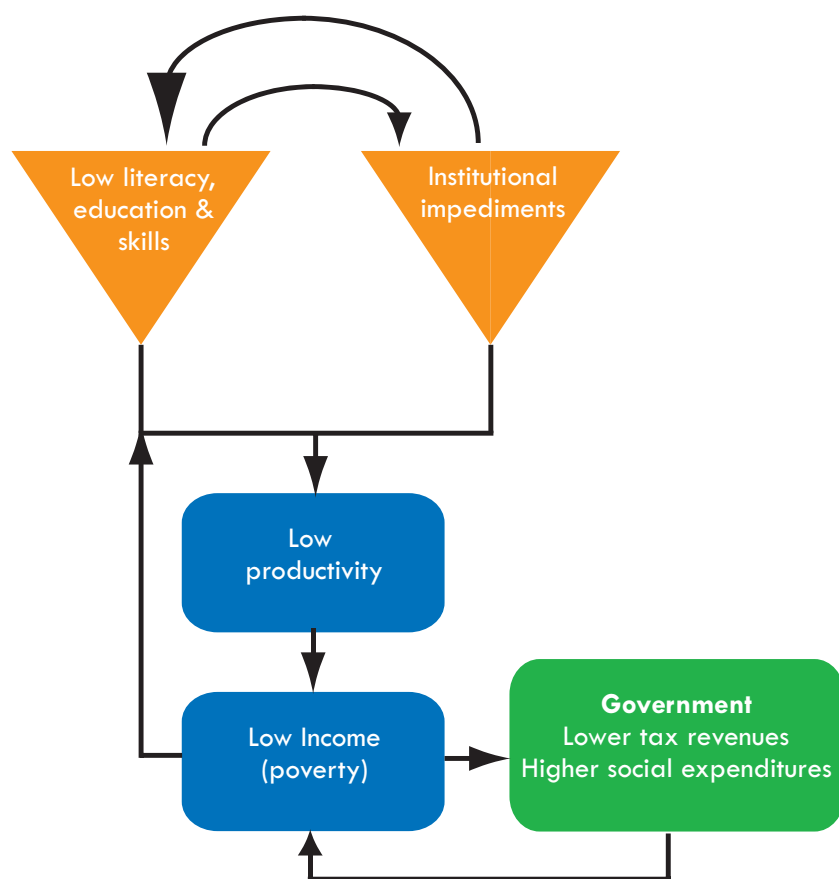 Low literacy,
education &
skills
Institutional
impediments
Low
productivity
Low Income
(poverty)
Government
Lower tax revenues
Higher social expenditures